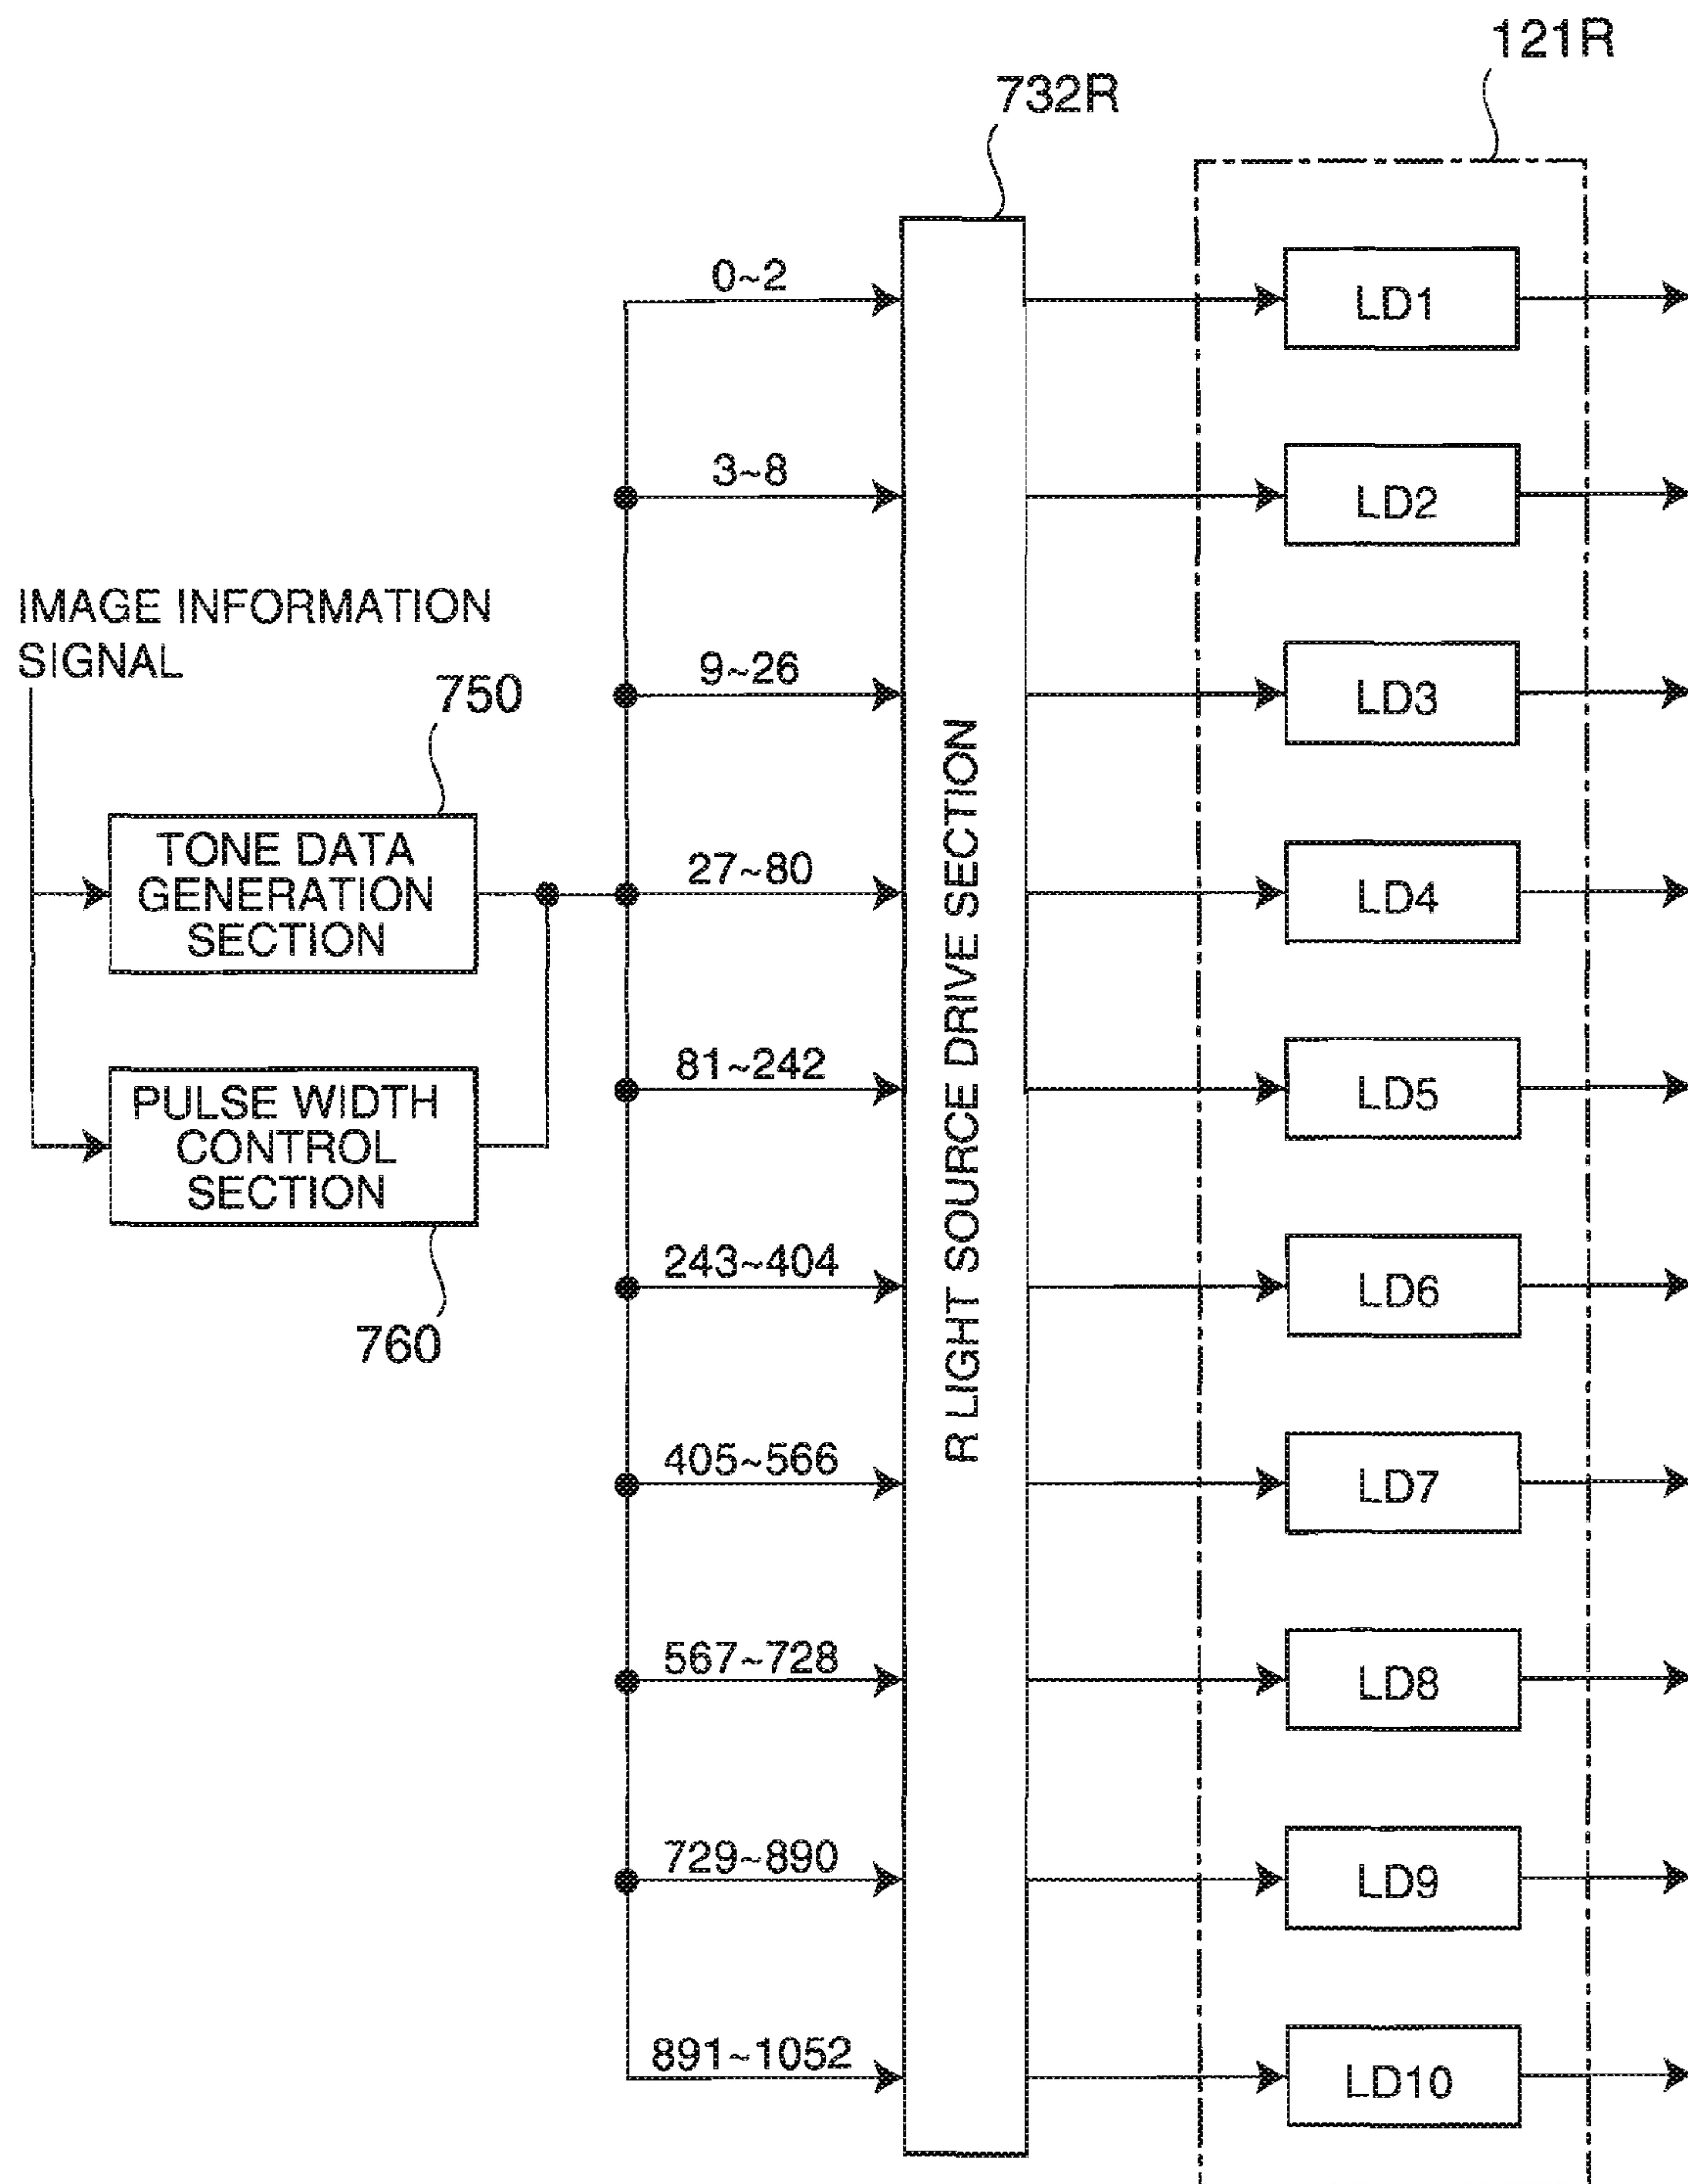 121R
732R
0~2
LD1
3~8
LD2
IMAGE INFORMATION
SIGNAL
9~26
LD3
750
TONE DATA
GENERATION
SECTION
27~80
LD4
R LIGHT SOURCE DRIVE SECTION
81~242
LD5
PULSE WIDTH
CONTROL
SECTION
760
243~404
LD6
405~566
LD7
567~728
LD8
729~890
LD9
891~1052
LD10